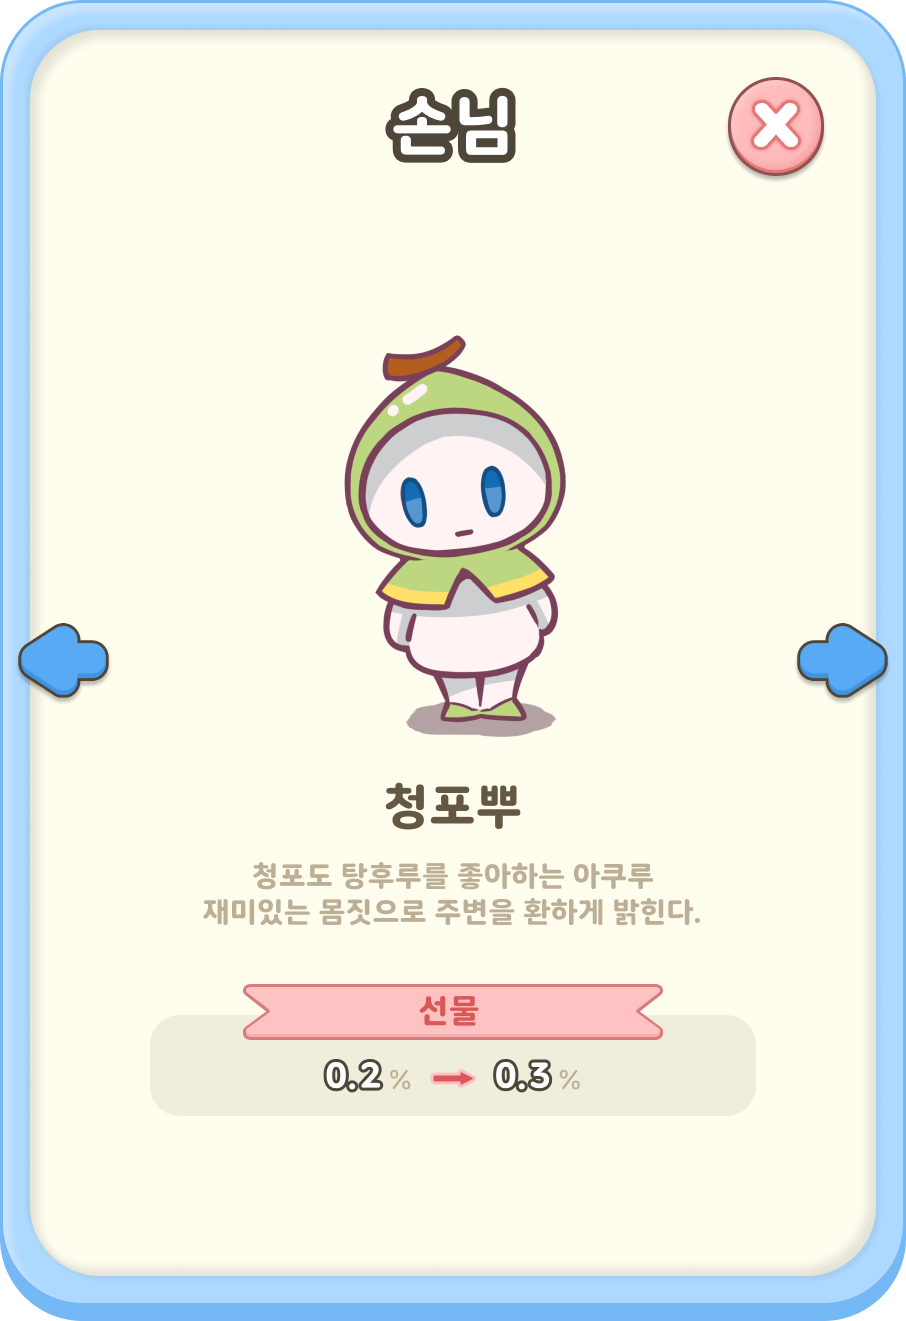 손님
청포뿌
청포도 탕후루를 좋아하는 아쿠루
재미있는 몸짓으로 주변을 환하게 밝힌다.
선물
0.2 % → 0.3 %